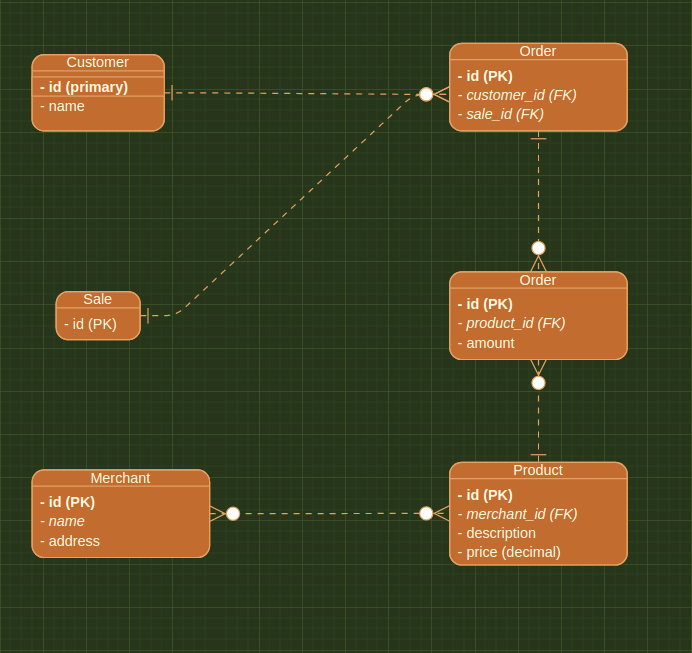 Customer
- id (primary)
- name
Order
- id (PK)
- customer_id (FK)
- sale_id (FK)
Sale
- id (PK)
Order
- id (PK)
- product_id (FK)
- amount
Merchant
- id (PK)
- name
- address
Product
- id (PK)
- merchant_id (FK)
- description
- price (decimal)